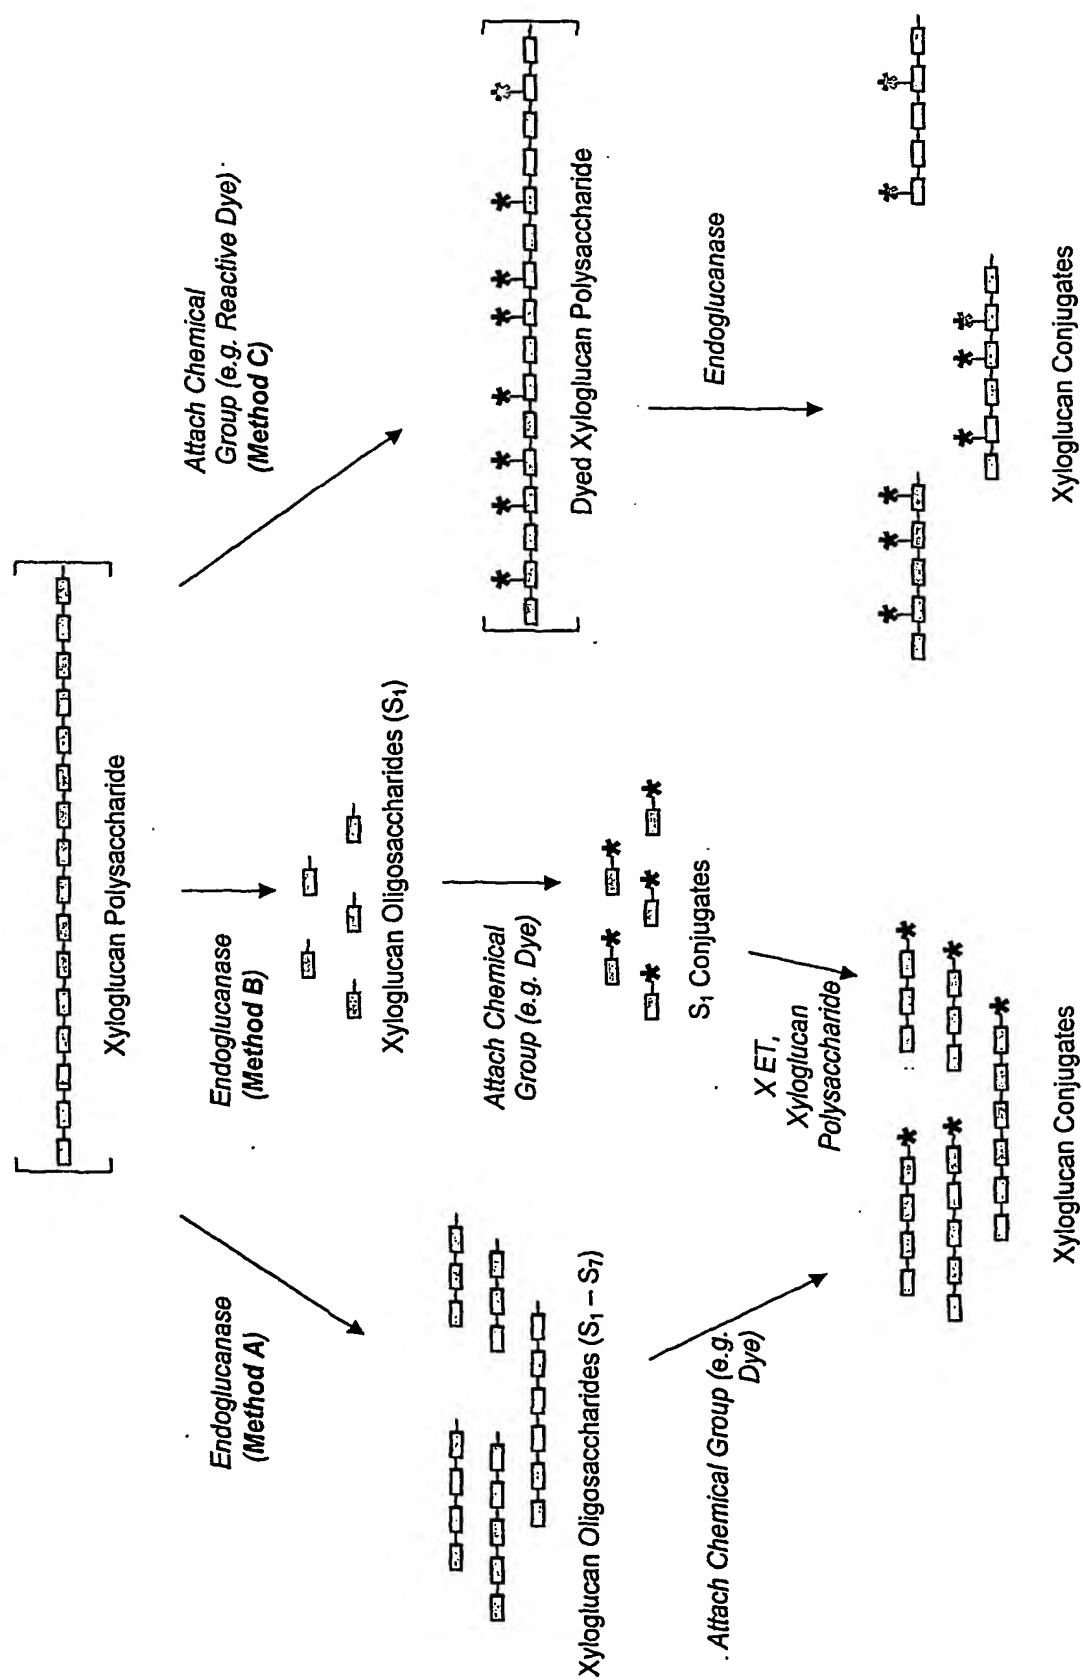 Xyloglucan Polysaccharide
Endoglucanase
(Method A)
Endoglucanase
(Method B)
Attach Chemical
Group (e.g. Reactive Dye)
(Method C)
Xyloglucan Oligosaccharides (S1 – S7)
Xyloglucan Oligosaccharides (S1)
Dyed Xyloglucan Polysaccharide
Attach Chemical Group (e.g.
Dye)
Attach Chemical
Group (e.g. Dye)
S1 Conjugates
XET,
Xyloglucan
Polysaccharide
Endoglucanase
Xyloglucan Conjugates
Xyloglucan Conjugates